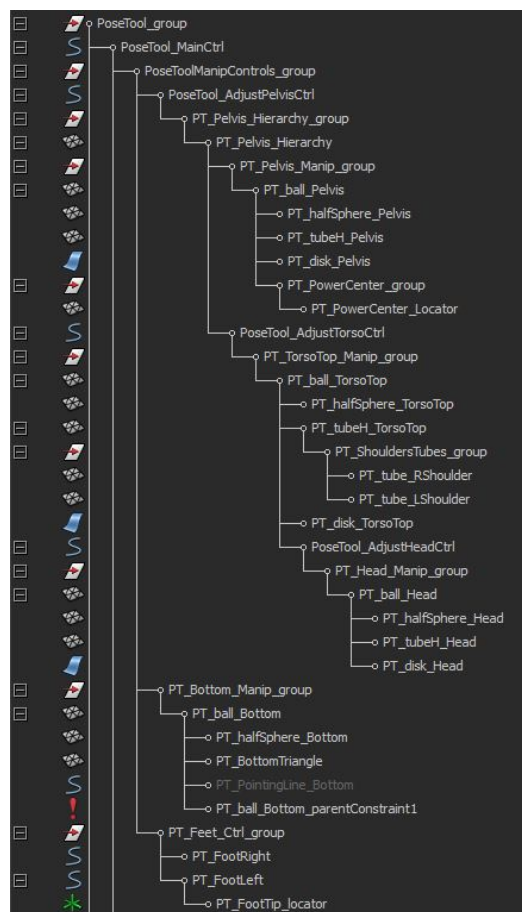 PoseTool_group
PoseTool_MainCtrl
PoseToolManipControls_group
PoseTool_AdjustPelvisCtrl
PT_Pelvis_Hierarchy_group
PT_Pelvis_Hierarchy
PT_Pelvis_Manip_group
PT_ball_Pelvis
PT_halfSphere_Pelvis
PT_tubeH_Pelvis
PT_disk_Pelvis
PT_PowerCenter_group
PT_PowerCenter_Locator
PoseTool_AdjustTorsoCtrl
PT_TorsoTop_Manip_group
PT_ball_TorsoTop
PT_halfSphere_TorsoTop
PT_tubeH_TorsoTop
PT_ShouldersTubes_group
PT_tube_RShoulder
PT_tube_LShoulder
PT_disk_TorsoTop
PoseTool_AdjustHeadCtrl
PT_Head_Manip_group
PT_ball_Head
PT_halfSphere_Head
PT_tubeH_Head
PT_disk_Head
PT_Bottom_Manip_group
PT_ball_Bottom
PT_halfSphere_Bottom
PT_BottomTriangle
PT_PointingLine_Bottom
PT_ball_Bottom_parentConstraint1
PT_Feet_Ctrl_group
PT_FootRight
PT_FootLeft
PT_FootTip_locator